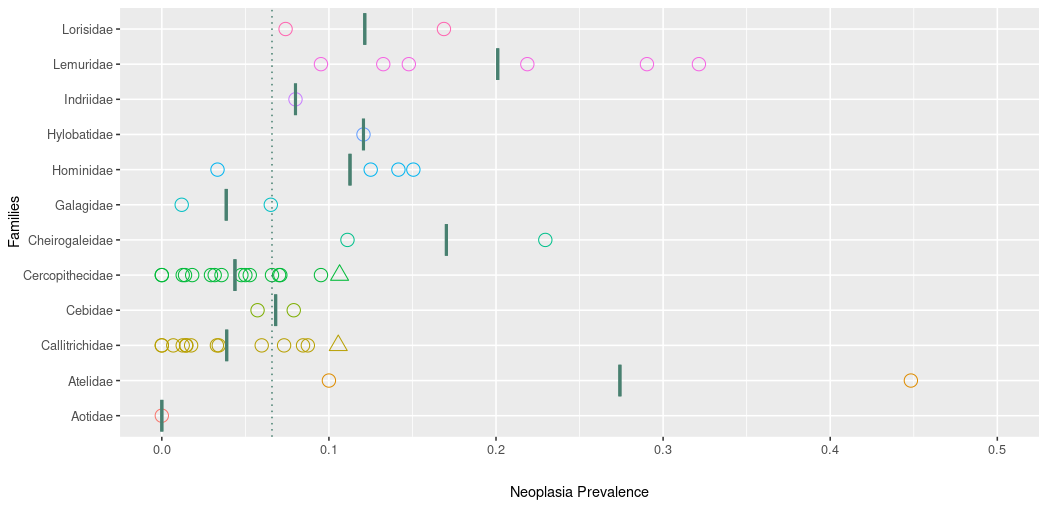 Families
Lorisidae
Lemuridae
Indriidae
Hylobatidae
Hominidae
Galagidae
Cheirogaleidae
Cercopithecidae
Cebidae
Callitrichidae
Atelidae
Aotidae
0.0 0.1 0.2 0.3 0.4 0.5
Neoplasia Prevalence